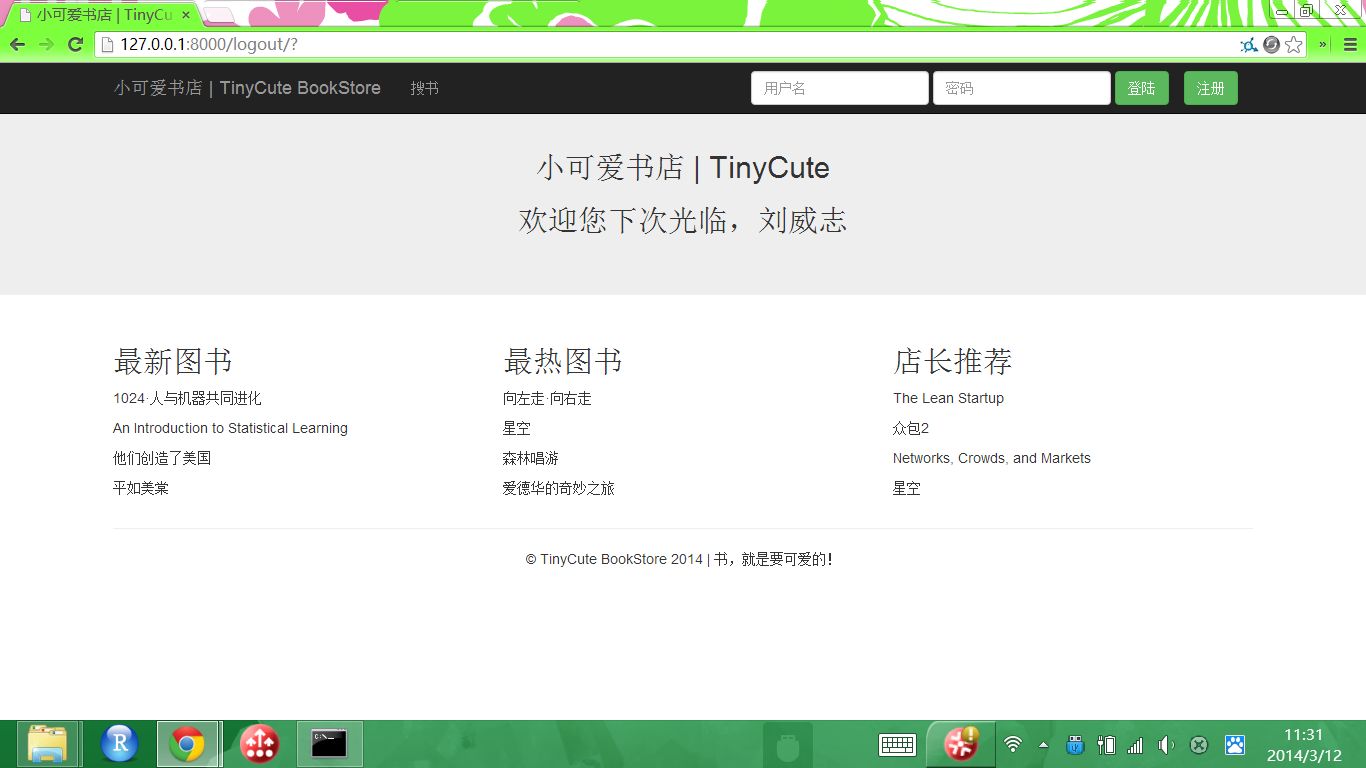 小可爱书店 | TinyCu
127.0.0.1:8000/logout/?
小可爱书店 | TinyCute BookStore 搜书 用户名 密码 登陆 注册
小可爱书店 | TinyCute
欢迎您下次光临，刘威志
最新图书
1024·人与机器共同进化
An Introduction to Statistical Learning
他们创造了美国
平如美棠
最热图书
向左走·向右走
星空
森林唱游
爱德华的奇妙之旅
店长推荐
The Lean Startup
众包2
Networks, Crowds, and Markets
星空
© TinyCute BookStore 2014 | 书，就是要可爱的！
R
C:\_
11:31
2014/3/12